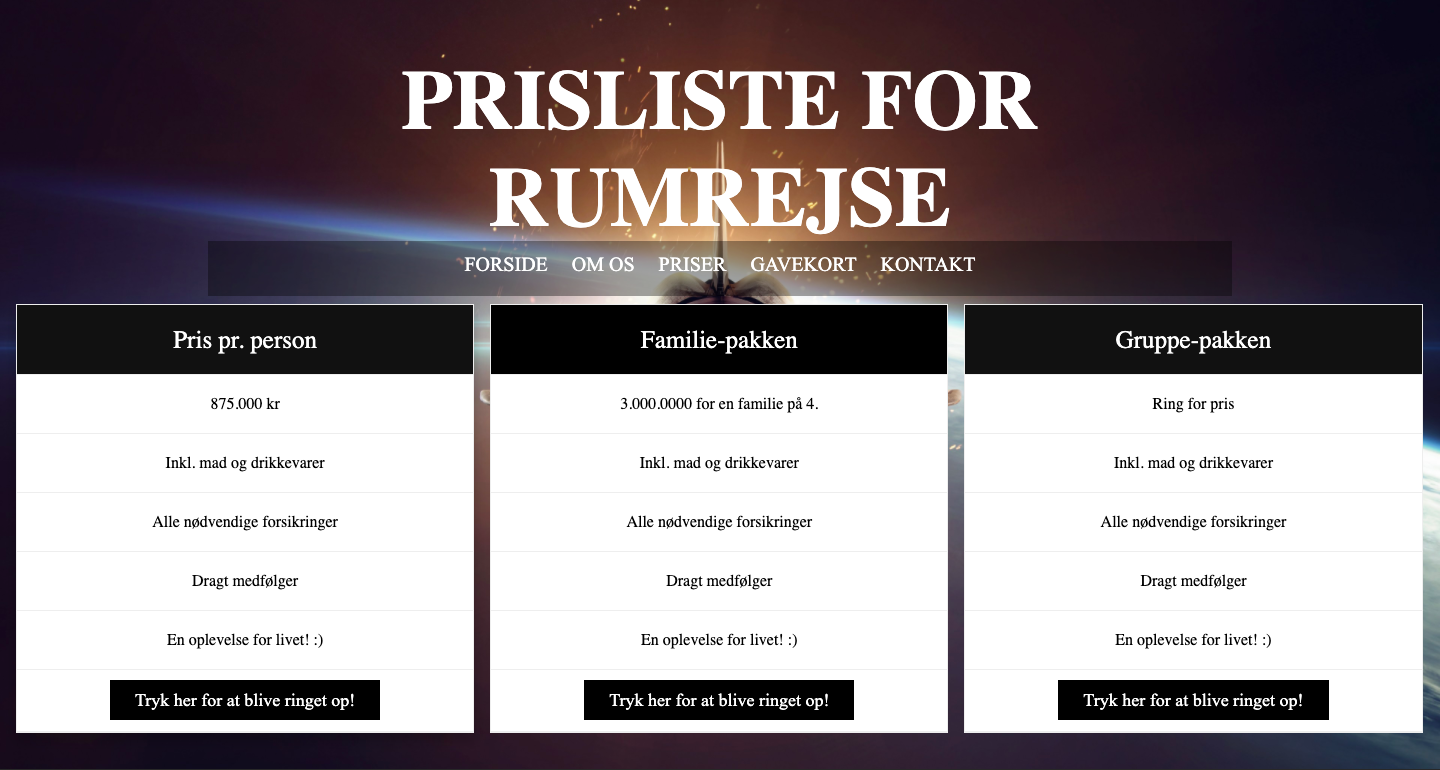 PRISLISTE FOR
RUMREJSE
FORSIDE OM OS PRISER GAVEKORT KONTAKT
Pris pr. person
875.000 kr
Inkl. mad og drikkevarer
Alle nødvendige forsikringer
Dragt medfølger
En oplevelse for livet! :)
Tryk her for at blive ringet op!
Familie-pakken
3.000.0000 for en familie på 4.
Inkl. mad og drikkevarer
Alle nødvendige forsikringer
Dragt medfølger
En oplevelse for livet! :)
Tryk her for at blive ringet op!
Gruppe-pakken
Ring for pris
Inkl. mad og drikkevarer
Alle nødvendige forsikringer
Dragt medfølger
En oplevelse for livet! :)
Tryk her for at blive ringet op!